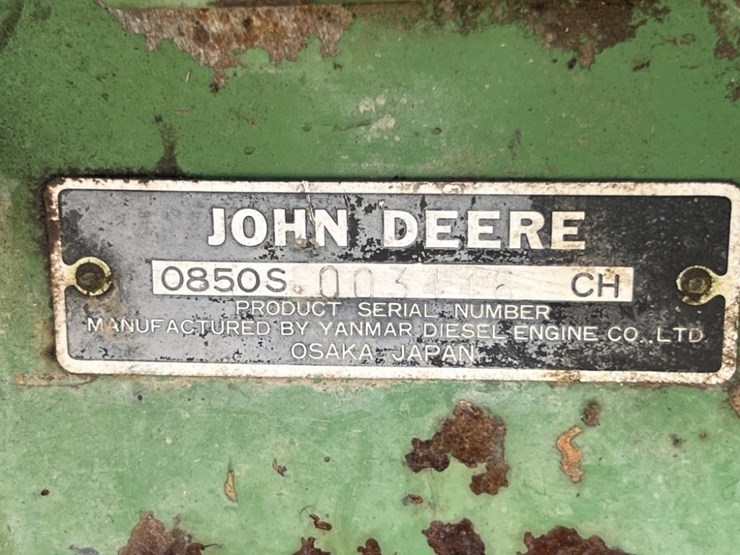 JOHN DEERE
0850S CH
PRODUCT SERIAL NUMBER
MANUFACTURED BY YANMAR DIESEL ENGINE CO., LTD
OSAKA, JAPAN